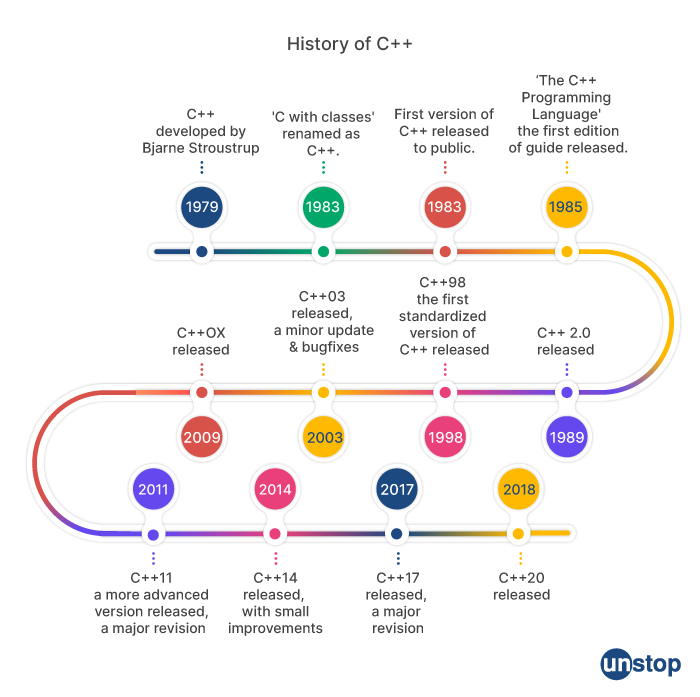 History of C++
C++
developed by
Bjarne Stroustrup
1979
'C with classes'
renamed as
C++.
1983
First version of
C++ released
to public.
1983
‘The C++
Programming
Language'
the first edition
of guide released.
1985
C++ 2.0
released
1989
C++98
the first
standardized
version of
C++ released
1998
C++03
released,
a minor update
& bugfixes
2003
C++OX
released
2009
2011
C++11
a more advanced
version released,
a major revision
2014
C++14
released,
with small
improvements
2017
C++17
released,
a major
revision
2018
C++20
released
unstop